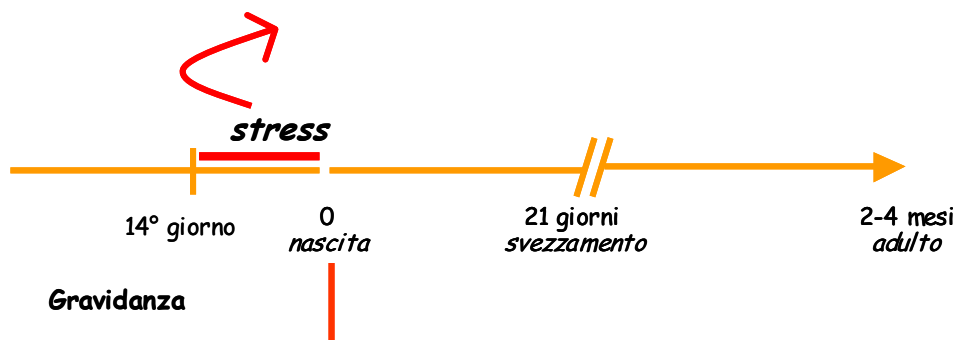 stress
14° giorno
0
nascita
21 giorni
svezzamento
2-4 mesi
adulto
Gravidanza